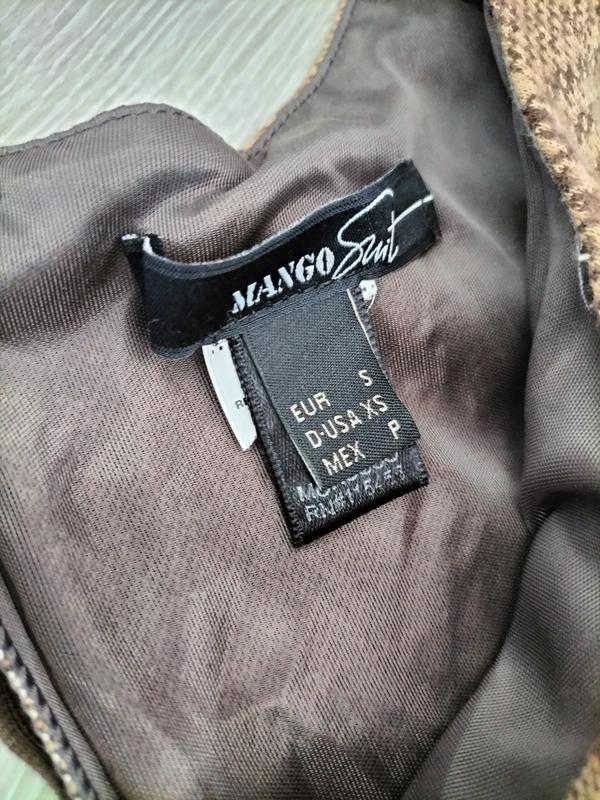 MANGO Suit
EUR S
D-USA XS
MEX P